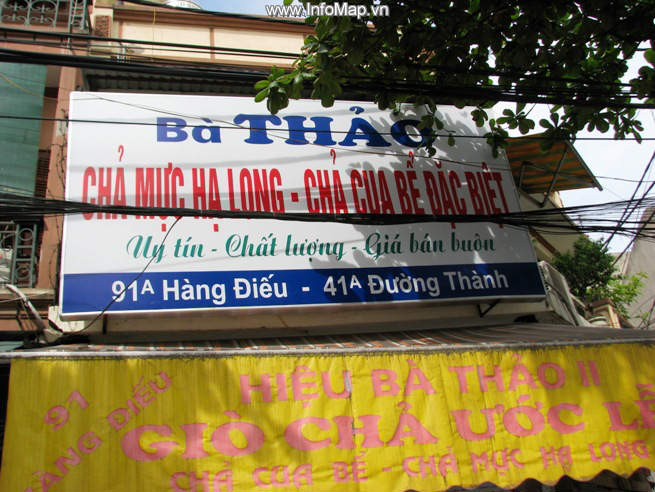 www.InfoMap.vn
Bà THẢO
CHẢ MỰC HẠ LONG - CHẢ CUA BỂ ĐẶC BIỆT
Uy tín - Chất lượng - Giá bán buôn
91A Hàng Điếu - 41A Đường Thành
HIỆU BÀ THẢO II
91 HÀNG ĐIẾU
GIÒ CHẢ ƯỚC LỄ
CHẢ CUA BỂ - CHẢ MỰC HẠ LONG